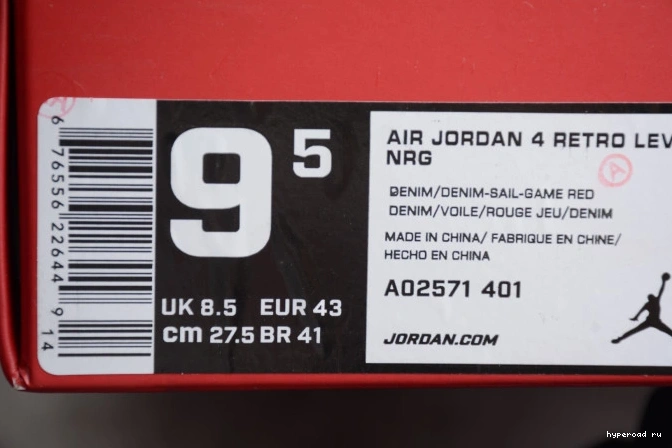 9 5
UK 8.5 EUR 43
cm 27.5 BR 41
6 76556 22644 9 14
AIR JORDAN 4 RETRO LEV
NRG
DENIM/DENIM-SAIL-GAME RED
DENIM/VOILE/ROUGE JEU/DENIM
MADE IN CHINA/ FABRIQUE EN CHINE/
HECHO EN CHINA
AO2571 401
JORDAN.COM
hyperoad ru